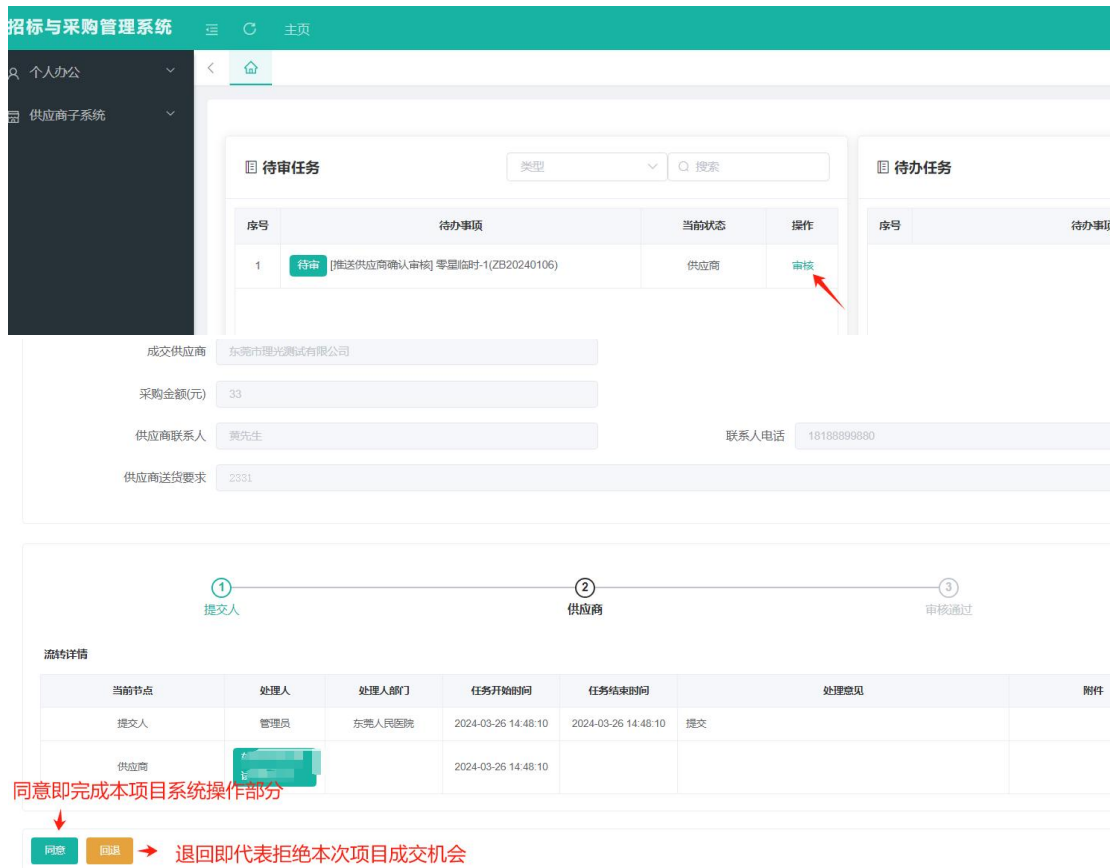 招标与采购管理系统 主页
个人办公
供应商子系统
待审任务 类型 搜索 待办任务
序号 待办事项 当前状态 操作 序号 待办事项
1 待审 [推送供应商确认审核] 零星临时-1(ZB20240106) 供应商 审核
成交供应商 东莞市理光测试有限公司
采购金额(元) 33
供应商联系人 黄先生 联系人电话 18188899880
供应商送货要求 2331
1 2 3
提交人 供应商 审核通过
流转详情
当前节点 处理人 处理人部门 任务开始时间 任务结束时间 处理意见 附件
提交人 管理员 东莞人民医院 2024-03-26 14:48:10 2024-03-26 14:48:10 提交
供应商 2024-03-26 14:48:10
同意即完成本项目系统操作部分
同意 回退 退回即代表拒绝本次项目成交机会